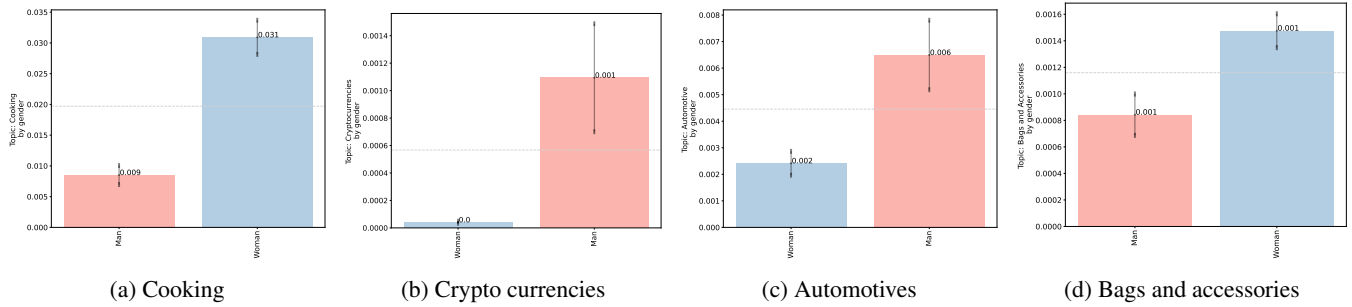 Topic: Cooking
by gender
0.035
0.030
0.025
0.020
0.015
0.010
0.005
0.000
0.009
0.031
Man
Woman
(a) Cooking
Topic: Cryptocurrencies
by gender
0.0014
0.0012
0.0010
0.0008
0.0006
0.0004
0.0002
0.0000
0.0
0.001
Woman
Man
(b) Crypto currencies
Topic: Automotive
by gender
0.008
0.007
0.006
0.005
0.004
0.003
0.002
0.001
0.000
0.002
0.006
Woman
Man
(c) Automotives
Topic: Bags and Accessories
by gender
0.0016
0.0014
0.0012
0.0010
0.0008
0.0006
0.0004
0.0002
0.0000
0.001
0.001
Man
Woman
(d) Bags and accessories